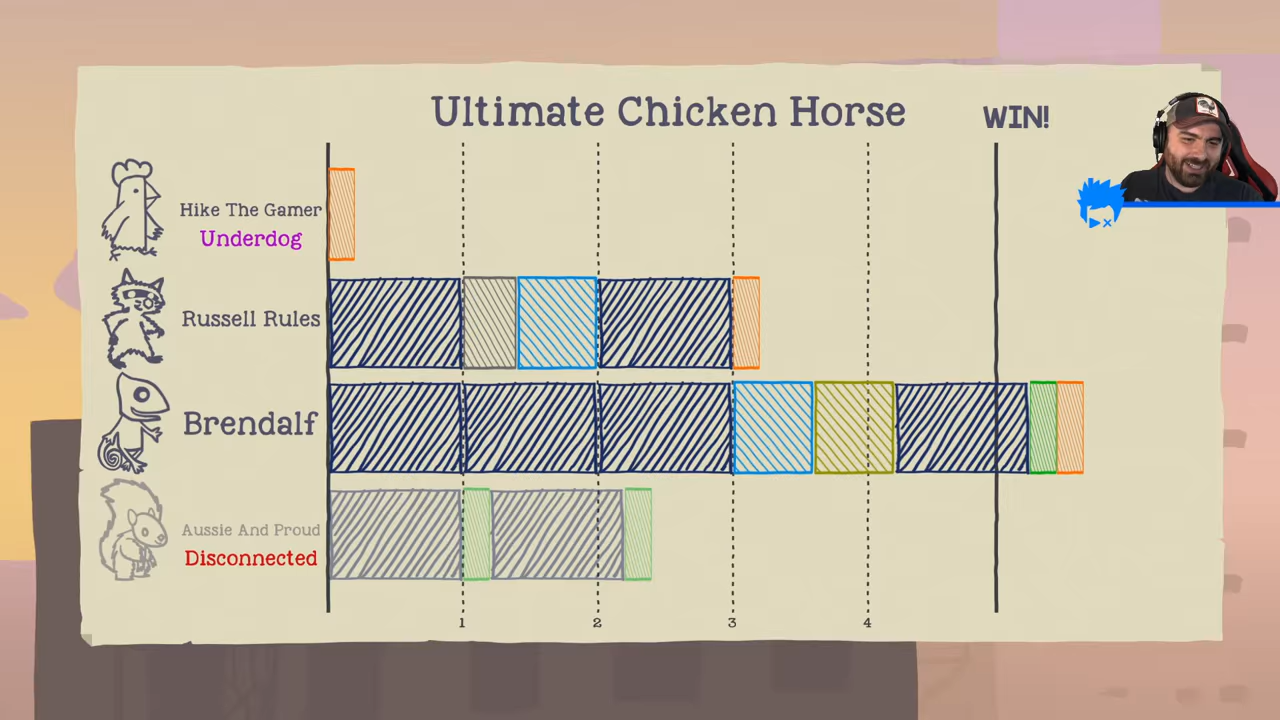 Ultimate Chicken Horse
WIN!
Hike The Gamer
Underdog
Russell Rules
Brendalf
Aussie And Proud
Disconnected
1 2 3 4